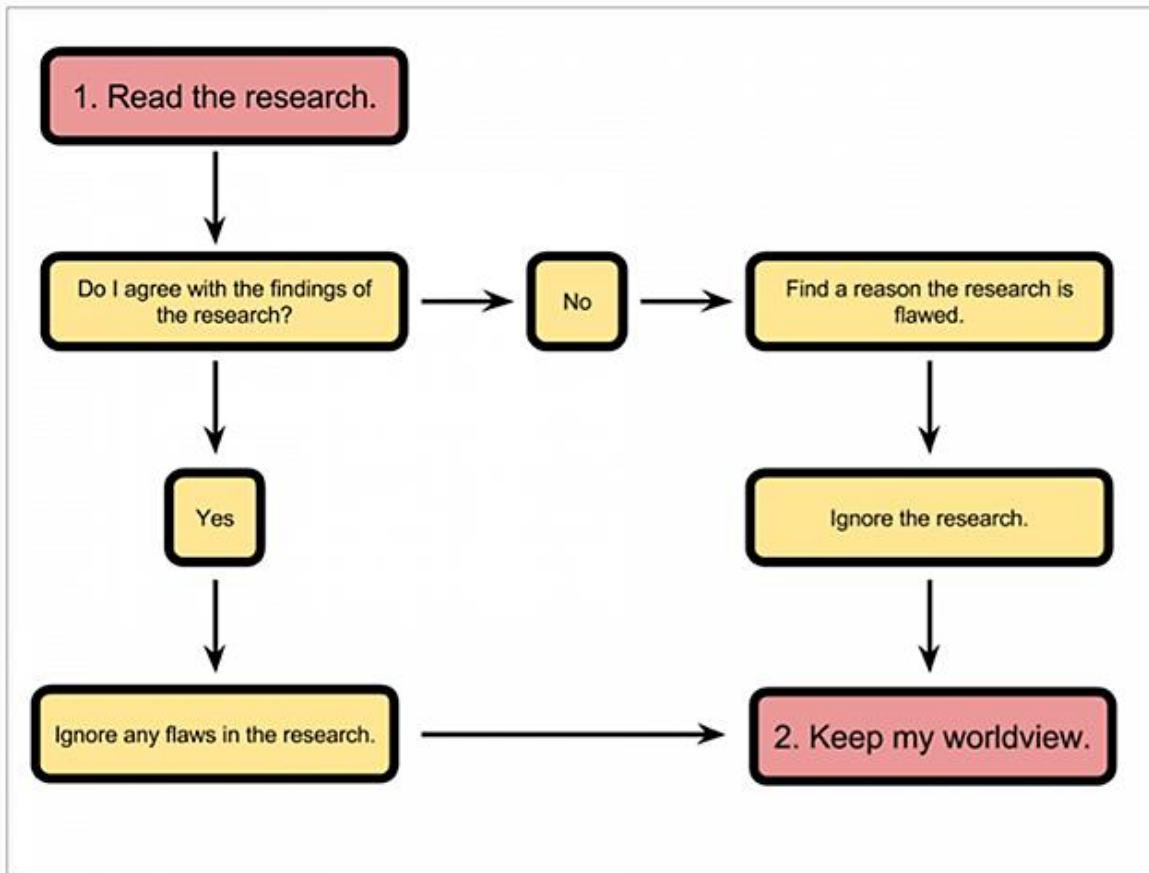 1. Read the research.
Do I agree with the findings of
the research?
No
Find a reason the research is
flawed.
Yes
Ignore the research.
Ignore any flaws in the research.
2. Keep my worldview.